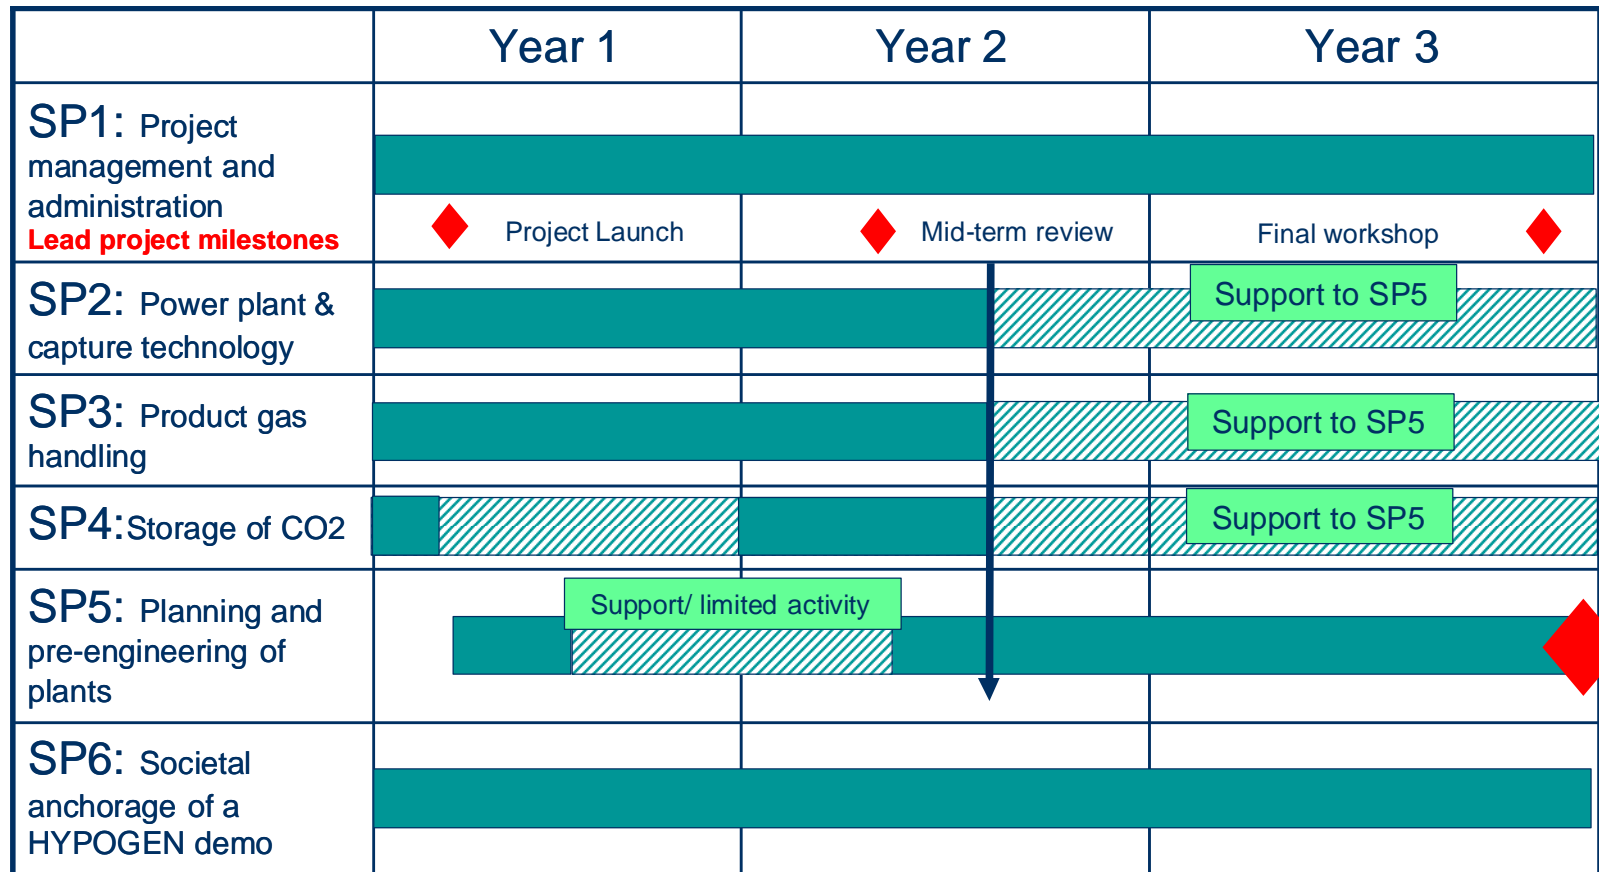 Year 1
Year 2
Year 3
SP1: Project
management and
administration
Lead project milestones
Project Launch
Mid-term review
Final workshop
SP2: Power plant &
capture technology
Support to SP5
SP3: Product gas
handling
Support to SP5
SP4:Storage of CO2
Support to SP5
SP5: Planning and
pre-engineering of
plants
Support/ limited activity
SP6: Societal
anchorage of a
HYPOGEN demo